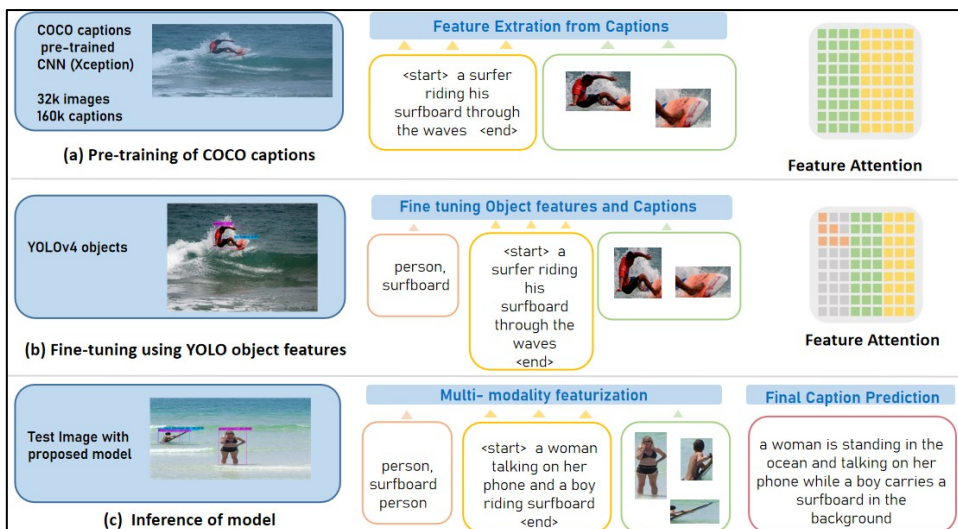 COCO captions
pre-trained
CNN (Xception)
32k images
160k captions
(a) Pre-training of COCO captions
Feature Extration from Captions
<start> a surfer
riding his
surfboard through
the waves <end>
Feature Attention
YOLOv4 objects
(b) Fine-tuning using YOLO object features
Fine tuning Object features and Captions
person,
surfboard
<start> a
surfer riding
his
surfboard
through the
waves
<end>
Feature Attention
Test Image with
proposed model
(c) Inference of model
Multi- modality featurization
person,
surfboard
person
<start> a woman
talking on her
phone and a boy
riding surfboard
<end>
Final Caption Prediction
a woman is standing in the
ocean and talking on her
phone while a boy carries a
surfboard in the
background